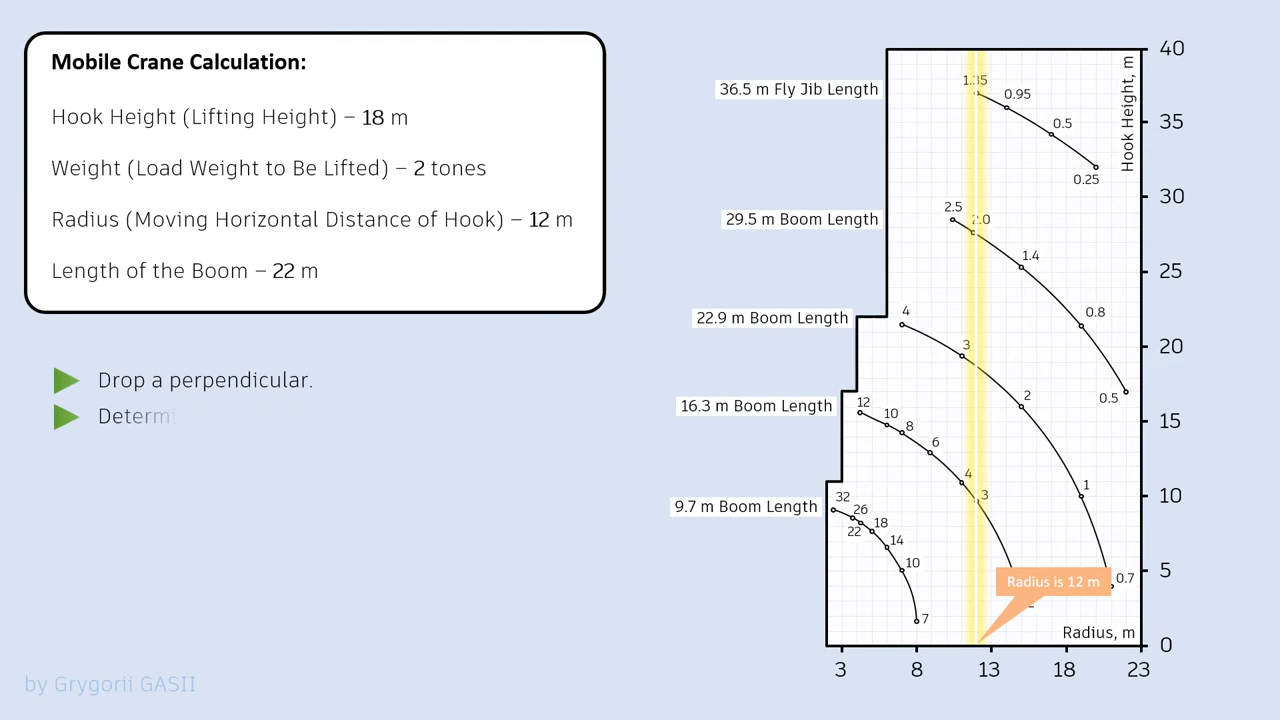 Mobile Crane Calculation:
Hook Height (Lifting Height) – 18 m
Weight (Load Weight to Be Lifted) – 2 tones
Radius (Moving Horizontal Distance of Hook) – 12 m
Length of the Boom – 22 m
Drop a perpendicular.
Determi
by Grygorii GASII
36.5 m Fly Jib Length
29.5 m Boom Length
22.9 m Boom Length
16.3 m Boom Length
9.7 m Boom Length
1.35
0.95
0.5
0.25
2.5
2.0
1.4
0.8
0.5
4
3
2
1
0.7
12
10
8
6
4
3
32
26
22
18
14
10
7
Radius is 12 m
Radius, m
Hook Height, m
40
35
30
25
20
15
10
5
0
3
8
13
18
23